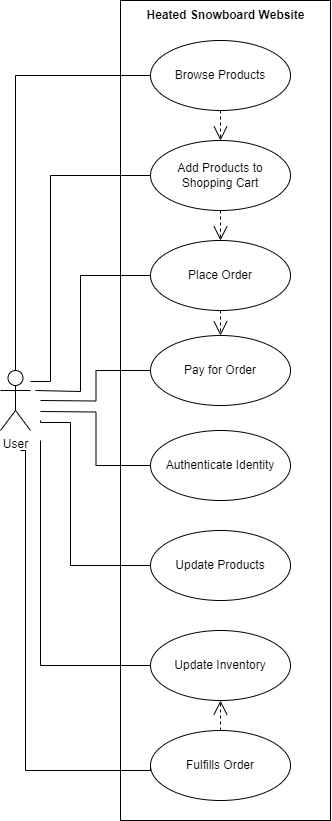 Heated Snowboard Website
Browse Products
Add Products to
Shopping Cart
Place Order
Pay for Order
User
Authenticate Identity
Update Products
Update Inventory
Fulfills Order